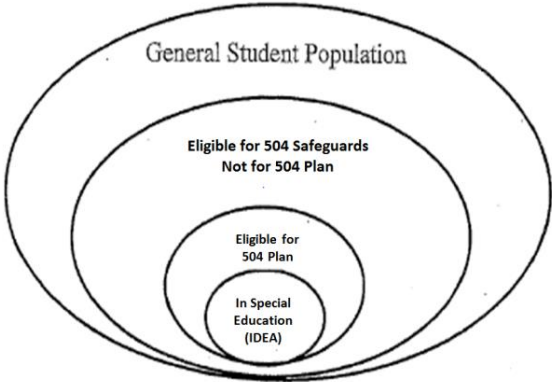 General Student Population
Eligible for 504 Safeguards
Not for 504 Plan
Eligible for
504 Plan
In Special
Education
(IDEA)